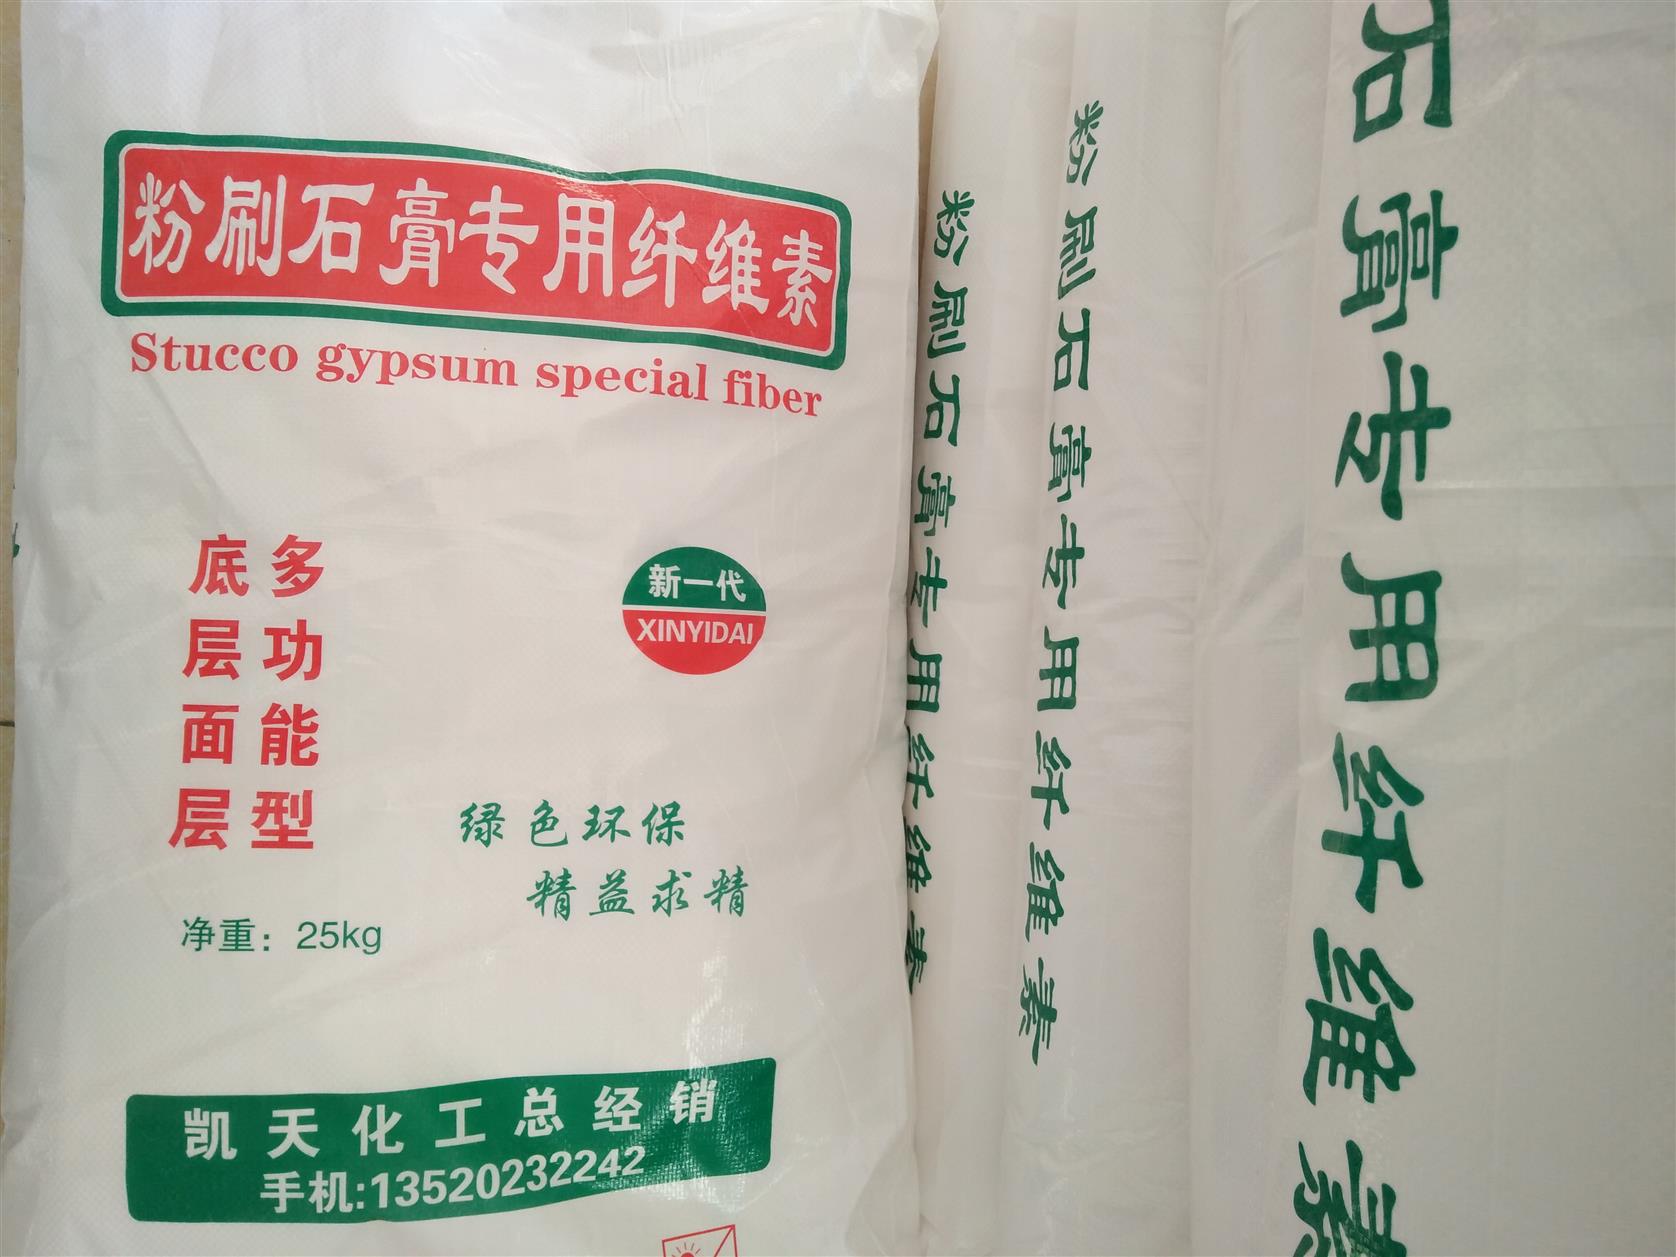 粉刷石膏专用纤维素
Stucco gypsum special fiber
多功能型
底层面层
新一代
XINYIDAI
绿色环保
精益求精
净重：25kg
凯天化工总经销
手机:13520232242
粉刷石膏专用纤维素
粉刷石膏专用纤维素
石膏专用纤维素